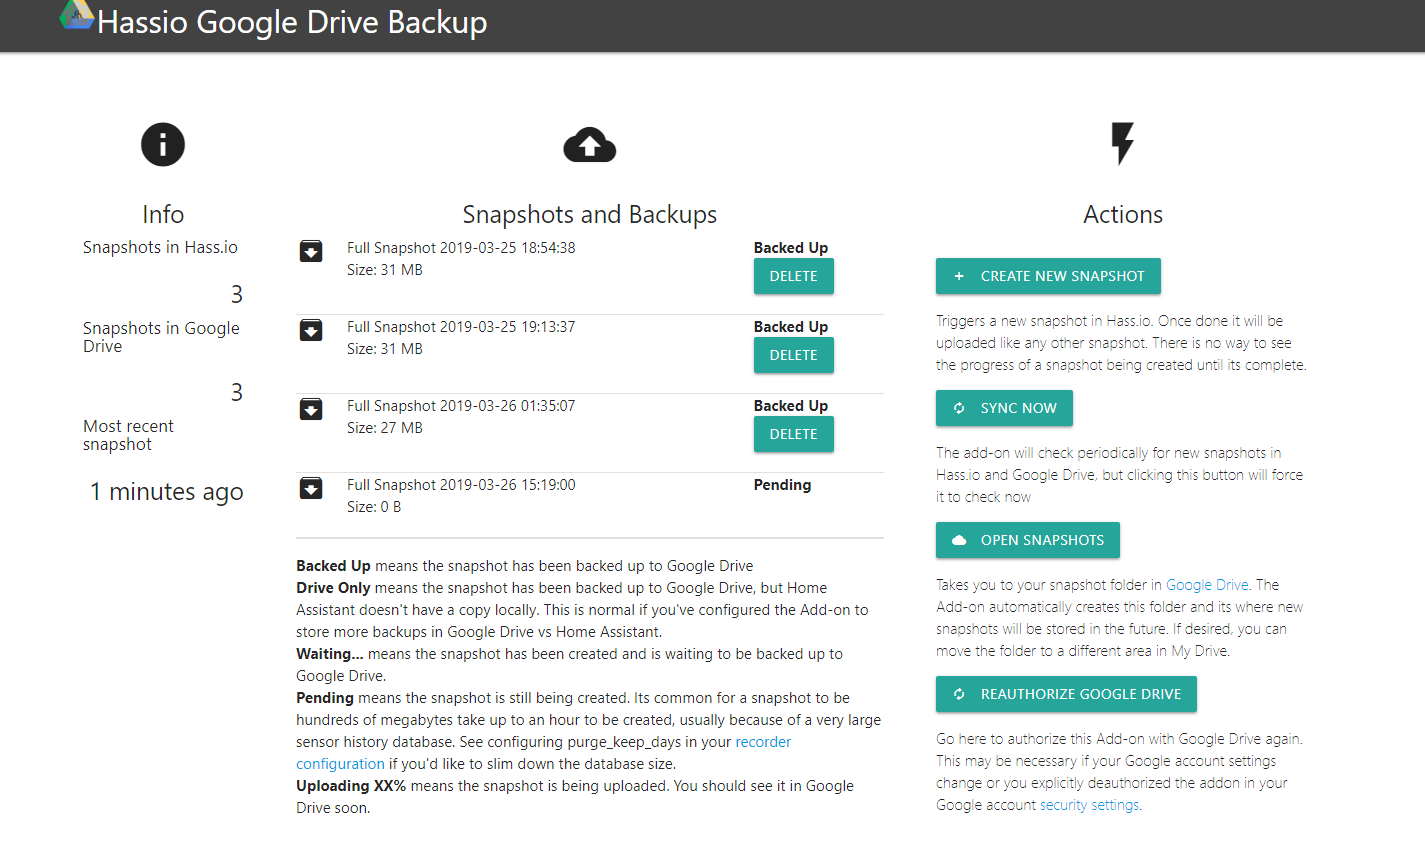 Hassio Google Drive Backup
Info
Snapshots in Hass.io
3
Snapshots in Google
Drive
3
Most recent
snapshot
1 minutes ago
Snapshots and Backups
Full Snapshot 2019-03-25 18:54:38
Size: 31 MB
Backed Up
DELETE
Full Snapshot 2019-03-25 19:13:37
Size: 31 MB
Backed Up
DELETE
Full Snapshot 2019-03-26 01:35:07
Size: 27 MB
Backed Up
DELETE
Full Snapshot 2019-03-26 15:19:00
Size: 0 B
Pending
Backed Up means the snapshot has been backed up to Google Drive
Drive Only means the snapshot has been backed up to Google Drive, but Home
Assistant doesn't have a copy locally. This is normal if you've configured the Add-on to
store more backups in Google Drive vs Home Assistant.
Waiting... means the snapshot has been created and is waiting to be backed up to
Google Drive.
Pending means the snapshot is still being created. Its common for a snapshot to be
hundreds of megabytes take up to an hour to be created, usually because of a very large
sensor history database. See configuring purge_keep_days in your recorder
configuration if you'd like to slim down the database size.
Uploading XX% means the snapshot is being uploaded. You should see it in Google
Drive soon.
Actions
CREATE NEW SNAPSHOT
Triggers a new snapshot in Hass.io. Once done it will be
uploaded like any other snapshot. There is no way to see
the progress of a snapshot being created until its complete.
SYNC NOW
The add-on will check periodically for new snapshots in
Hass.io and Google Drive, but clicking this button will force
it to check now
OPEN SNAPSHOTS
Takes you to your snapshot folder in Google Drive. The
Add-on automatically creates this folder and its where new
snapshots will be stored in the future. If desired, you can
move the folder to a different area in My Drive.
REAUTHORIZE GOOGLE DRIVE
Go here to authorize this Add-on with Google Drive again.
This may be necessary if your Google account settings
change or you explicitly deauthorized the addon in your
Google account security settings.